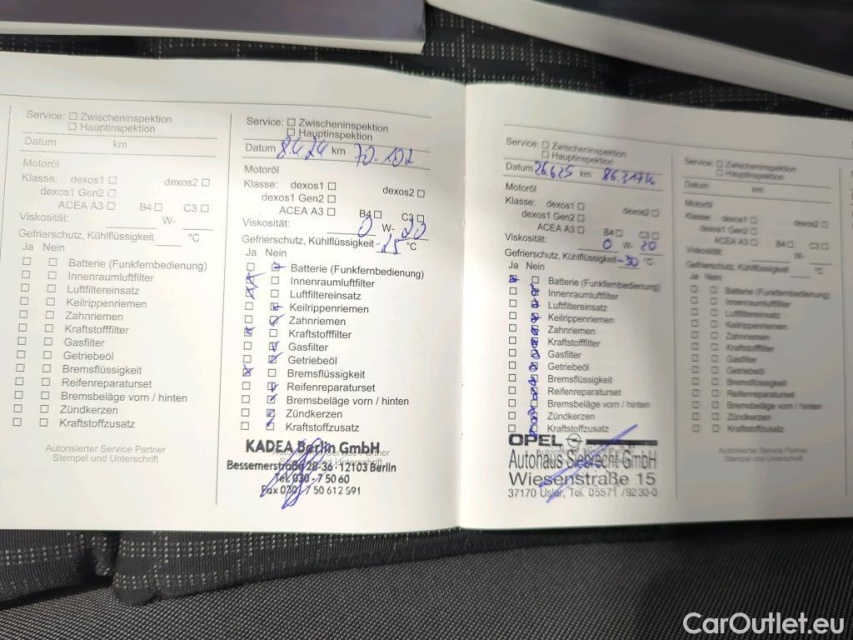 Service: ☐ Zwischeninspektion
☐ Hauptinspektion
Datum km
Motoröl
Klasse: dexos1 ☐ dexos2 ☐
dexos1 Gen2 ☐
ACEA A3 ☐ B4 ☐ C3 ☐
Viskosität: W-
Gefrierschutz, Kühlflüssigkeit °C
Ja Nein
Batterie (Funkfernbedienung)
Innenraumluftfilter
Luftfiltereinsatz
Keilrippenriemen
Zahnriemen
Kraftstofffilter
Gasfilter
Getriebeöl
Bremsflüssigkeit
Reifenreparaturset
Bremsbeläge vorn / hinten
Zündkerzen
Kraftstoffzusatz
Autorisierter Service Partner
Stempel und Unterschrift
Service: ☐ Zwischeninspektion
☐ Hauptinspektion
Datum 8424 km 70.102
Motoröl
Klasse: dexos1 ☐ dexos2 ☐
dexos1 Gen2 ☐
ACEA A3 ☐ B4 ☐ C3 ☐
Viskosität: 0 W- 20
Gefrierschutz, Kühlflüssigkeit -25 °C
Ja Nein
Batterie (Funkfernbedienung)
Innenraumluftfilter
Luftfiltereinsatz
Keilrippenriemen
Zahnriemen
Kraftstofffilter
Gasfilter
Getriebeöl
Bremsflüssigkeit
Reifenreparaturset
Bremsbeläge vorn / hinten
Zündkerzen
Kraftstoffzusatz
KADEA Berlin GmbH
Bessemerstraße 28-36 - 12103 Berlin
Tel. 030 - 7 50 60
Fax 030 / 7 50 612 591
Service: ☐ Zwischeninspektion
☐ Hauptinspektion
Datum 26625 km
Motoröl
Klasse: dexos1 ☐ dexos2 ☐
dexos1 Gen2 ☐
ACEA A3 ☐ B4 ☐ C3 ☐
Viskosität: 0 W- 20
Gefrierschutz, Kühlflüssigkeit -30 °C
Ja Nein
Batterie (Funkfernbedienung)
Innenraumluftfilter
Luftfiltereinsatz
Keilrippenriemen
Zahnriemen
Kraftstofffilter
Gasfilter
Getriebeöl
Bremsflüssigkeit
Reifenreparaturset
Bremsbeläge vorn / hinten
Zündkerzen
Kraftstoffzusatz
OPEL
Autohaus Siebrecht GmbH
Wiesenstraße 15
37170 Uslar, Tel. 05571 / 9230-0
Service: ☐ Zwischeninspektion
☐ Hauptinspektion
Datum km
Motoröl
Klasse: dexos1 ☐ dexos2 ☐
dexos1 Gen2 ☐
ACEA A3 ☐ B4 ☐ C3 ☐
Viskosität: W-
Gefrierschutz, Kühlflüssigkeit °C
Ja Nein
Batterie (Funkfernbedienung)
Innenraumluftfilter
Luftfiltereinsatz
Keilrippenriemen
Zahnriemen
Kraftstofffilter
Gasfilter
Getriebeöl
Bremsflüssigkeit
Reifenreparaturset
Bremsbeläge vorn / hinten
Zündkerzen
Kraftstoffzusatz
Autorisierter Service Partner
Stempel und Unterschrift
CarOutlet.eu